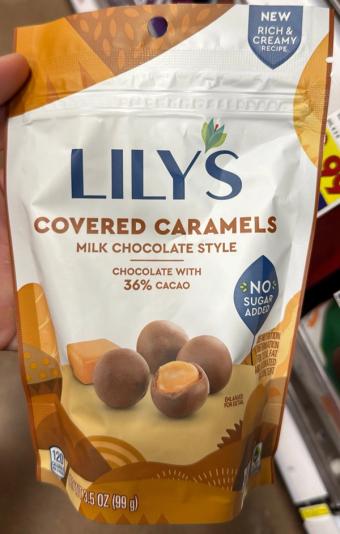 NEW
RICH &
CREAMY
RECIPE
LILY'S
COVERED CARAMELS
MILK CHOCOLATE STYLE
CHOCOLATE WITH
36% CACAO
NO
SUGAR
ADDED
ENLARGED
FOR DETAIL
120
3.5 OZ (99 g)